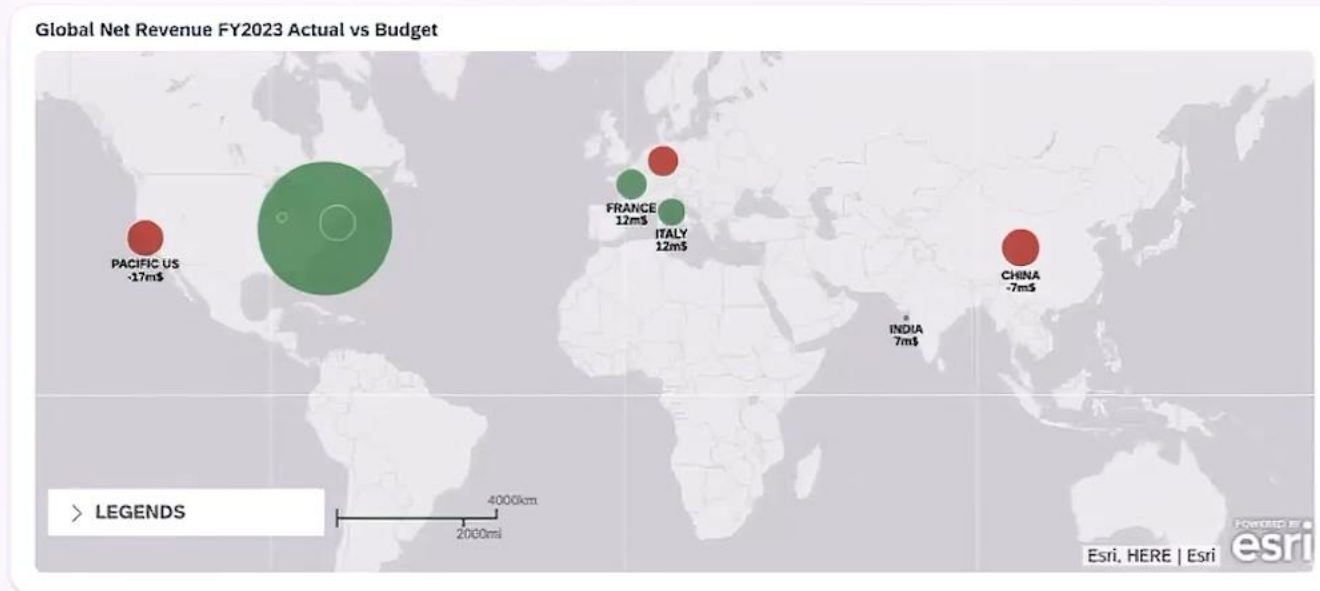 Global Net Revenue FY2023 Actual vs Budget
PACIFIC US
-17m$
FRANCE
12m$
ITALY
12m$
CHINA
-7m$
INDIA
7m$
> LEGENDS
4000km
2000mi
POWERED BY
esri
Esri, HERE | Esri